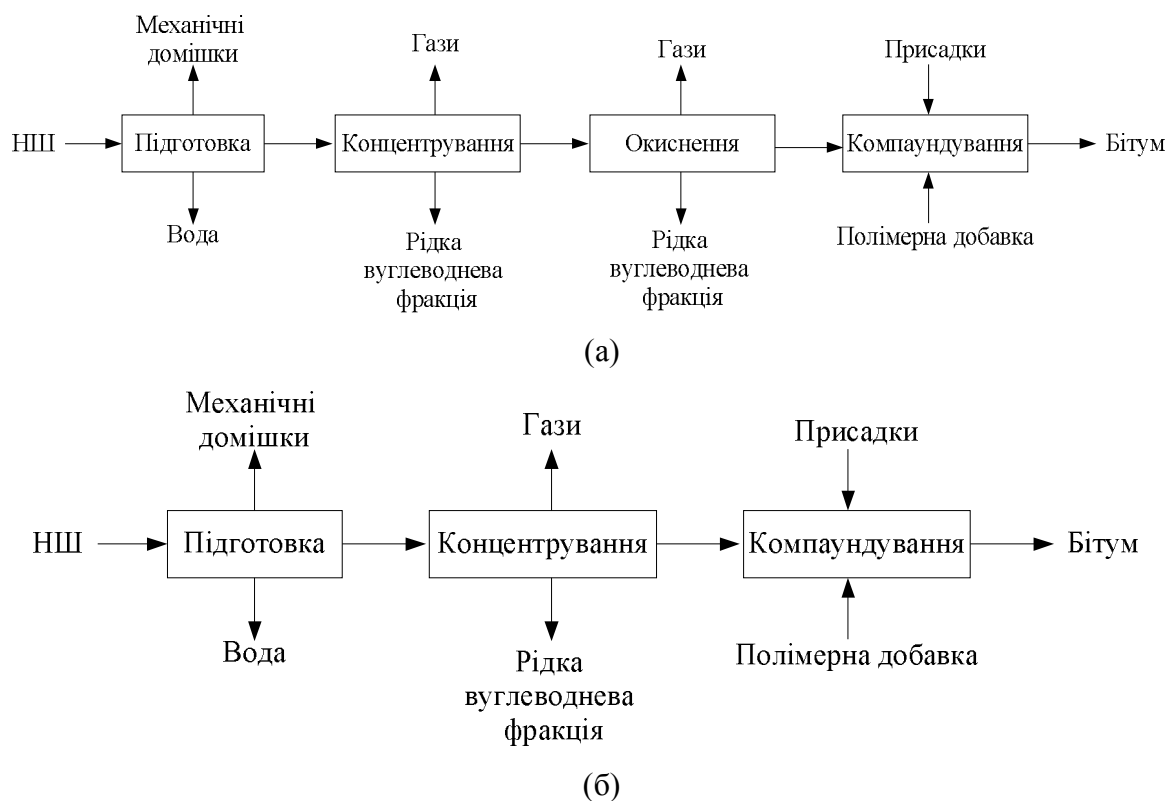 Механічні
домішки
Гази
Гази
Присадки
НШ
Підготовка
Концентрування
Окиснення
Компаундування
Бітум
Вода
Рідка
вуглеводнева
фракція
Рідка
вуглеводнева
фракція
Полімерна добавка
(а)
Механічні
домішки
Гази
Присадки
НШ
Підготовка
Концентрування
Компаундування
Бітум
Вода
Рідка
вуглеводнева
фракція
Полімерна добавка
(б)